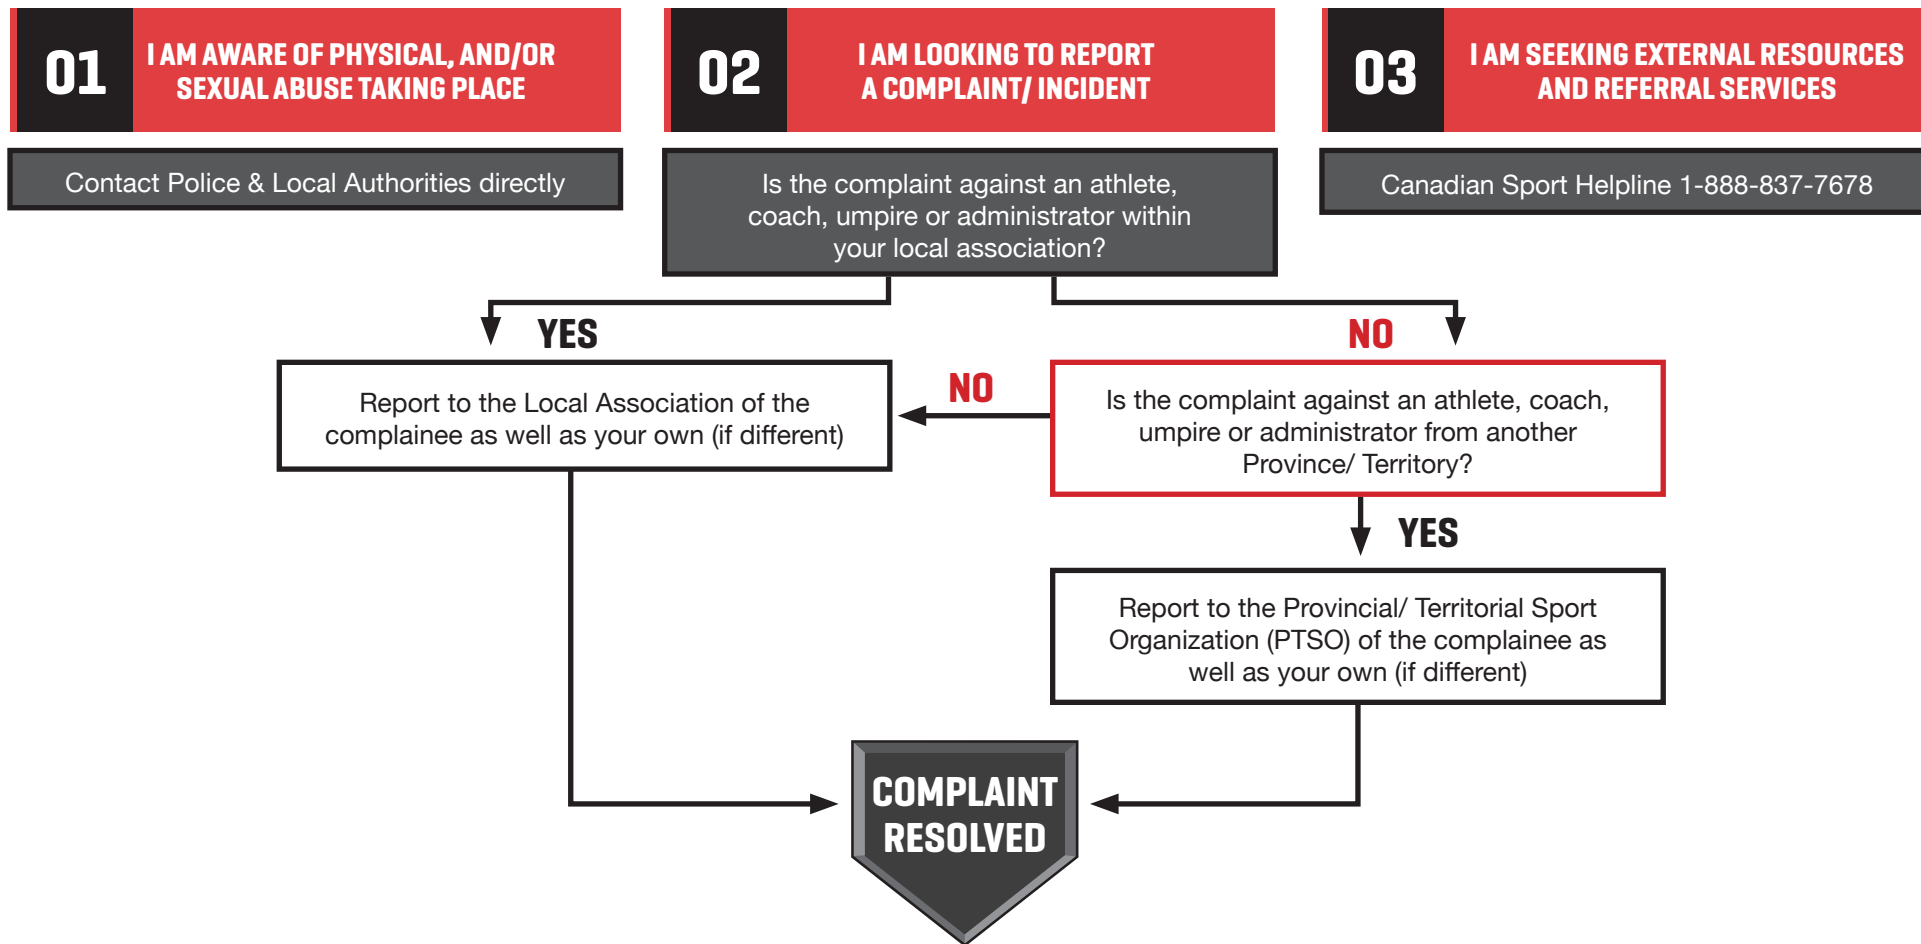 01
I AM AWARE OF PHYSICAL, AND/OR
SEXUAL ABUSE TAKING PLACE
Contact Police & Local Authorities directly
02
I AM LOOKING TO REPORT
A COMPLAINT/ INCIDENT
Is the complaint against an athlete,
coach, umpire or administrator within
your local association?
03
I AM SEEKING EXTERNAL RESOURCES
AND REFERRAL SERVICES
Canadian Sport Helpline 1-888-837-7678
YES
NO
Report to the Local Association of the
complainee as well as your own (if different)
NO
Is the complaint against an athlete, coach,
umpire or administrator from another
Province/ Territory?
YES
Report to the Provincial/ Territorial Sport
Organization (PTSO) of the complainee as
well as your own (if different)
COMPLAINT
RESOLVED